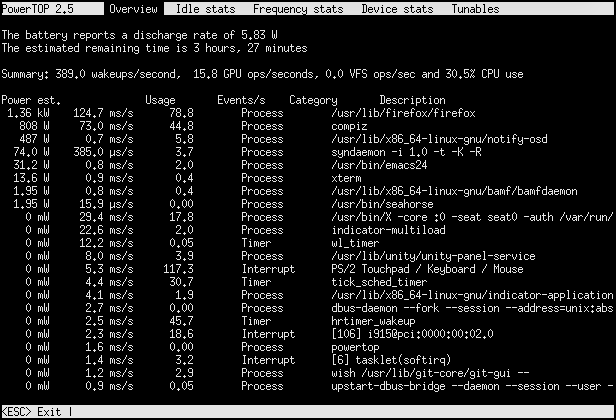 PowerTOP 2.5 Overview Idle stats Frequency stats Device stats Tunables
The battery reports a discharge rate of 5.83 W
The estimated remaining time is 3 hours, 27 minutes
Summary: 389.0 wakeups/second, 15.8 GPU ops/seconds, 0.0 VFS ops/sec and 30.5% CPU use
Power est. Usage Events/s Category Description
1.36 kW 124.7 ms/s 78.8 Process /usr/lib/firefox/firefox
808 W 73.0 ms/s 44.8 Process compiz
487 W 0.7 ms/s 5.8 Process /usr/lib/x86_64-linux-gnu/notify-osd
74.0 W 385.0 µs/s 3.7 Process syndaemon -i 1.0 -t -K -R
31.2 W 0.8 ms/s 2.0 Process /usr/bin/emacs24
13.6 W 0.9 ms/s 0.4 Process xterm
1.95 W 0.8 ms/s 0.4 Process /usr/lib/x86_64-linux-gnu/bamf/bamfdaemon
1.95 W 15.9 µs/s 0.00 Process /usr/bin/seahorse
0 mW 29.4 ms/s 17.8 Process /usr/bin/X -core :0 -seat seat0 -auth /var/run/
0 mW 22.6 ms/s 2.0 Process indicator-multiload
0 mW 12.2 ms/s 0.05 Timer wl_timer
0 mW 8.0 ms/s 3.9 Process /usr/lib/unity/unity-panel-service
0 mW 5.3 ms/s 117.3 Interrupt PS/2 Touchpad / Keyboard / Mouse
0 mW 4.4 ms/s 30.7 Timer tick_sched_timer
0 mW 4.1 ms/s 1.9 Process /usr/lib/x86_64-linux-gnu/indicator-application
0 mW 2.7 ms/s 0.00 Process dbus-daemon --fork --session --address=unix:abs
0 mW 2.5 ms/s 45.7 Timer hrtimer_wakeup
0 mW 2.3 ms/s 18.6 Interrupt [106] i915@pci:0000:00:02.0
0 mW 1.6 ms/s 0.00 Process powertop
0 mW 1.4 ms/s 3.2 Interrupt [6] tasklet(softirq)
0 mW 1.2 ms/s 2.9 Process wish /usr/lib/git-core/git-gui --
0 mW 0.9 ms/s 0.05 Process upstart-dbus-bridge --daemon --session --user -
<ESC> Exit |